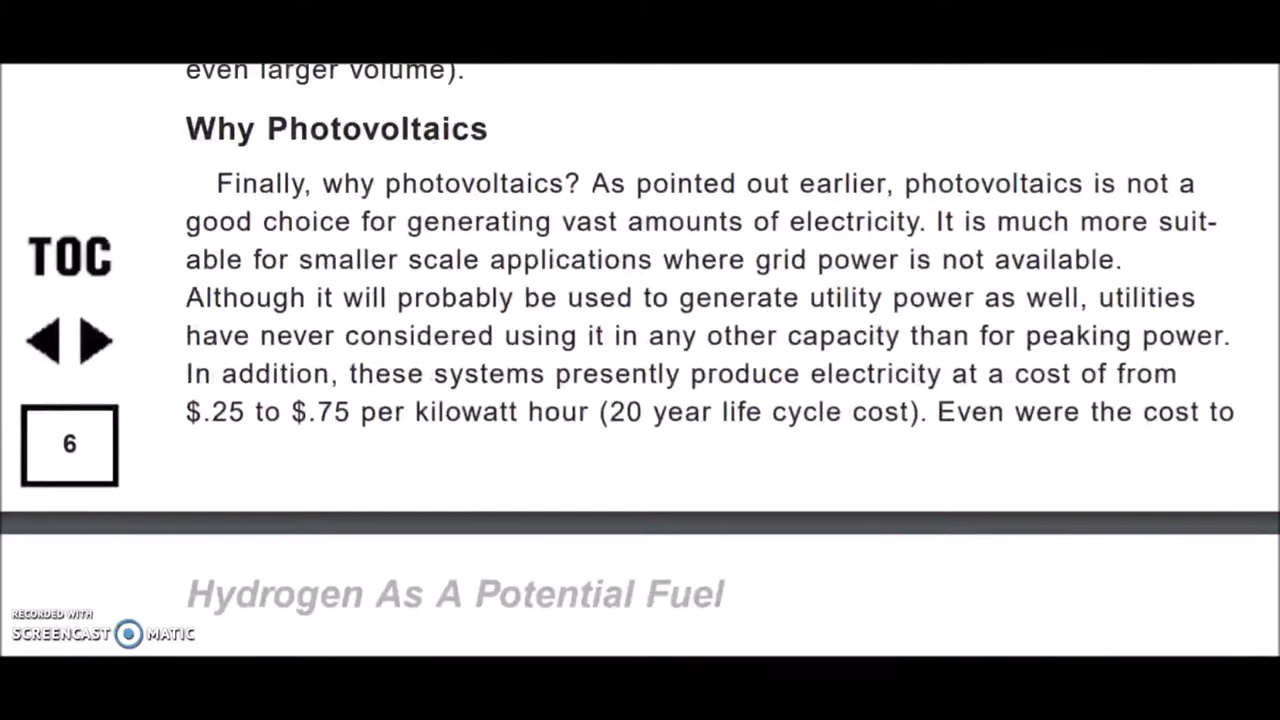 even larger volume).
Why Photovoltaics
Finally, why photovoltaics? As pointed out earlier, photovoltaics is not a
good choice for generating vast amounts of electricity. It is much more suit-
able for smaller scale applications where grid power is not available.
Although it will probably be used to generate utility power as well, utilities
have never considered using it in any other capacity than for peaking power.
In addition, these systems presently produce electricity at a cost of from
$.25 to $.75 per kilowatt hour (20 year life cycle cost). Even were the cost to
TOC
6
Hydrogen As A Potential Fuel
RECORDED WITH
SCREENCAST MATIC